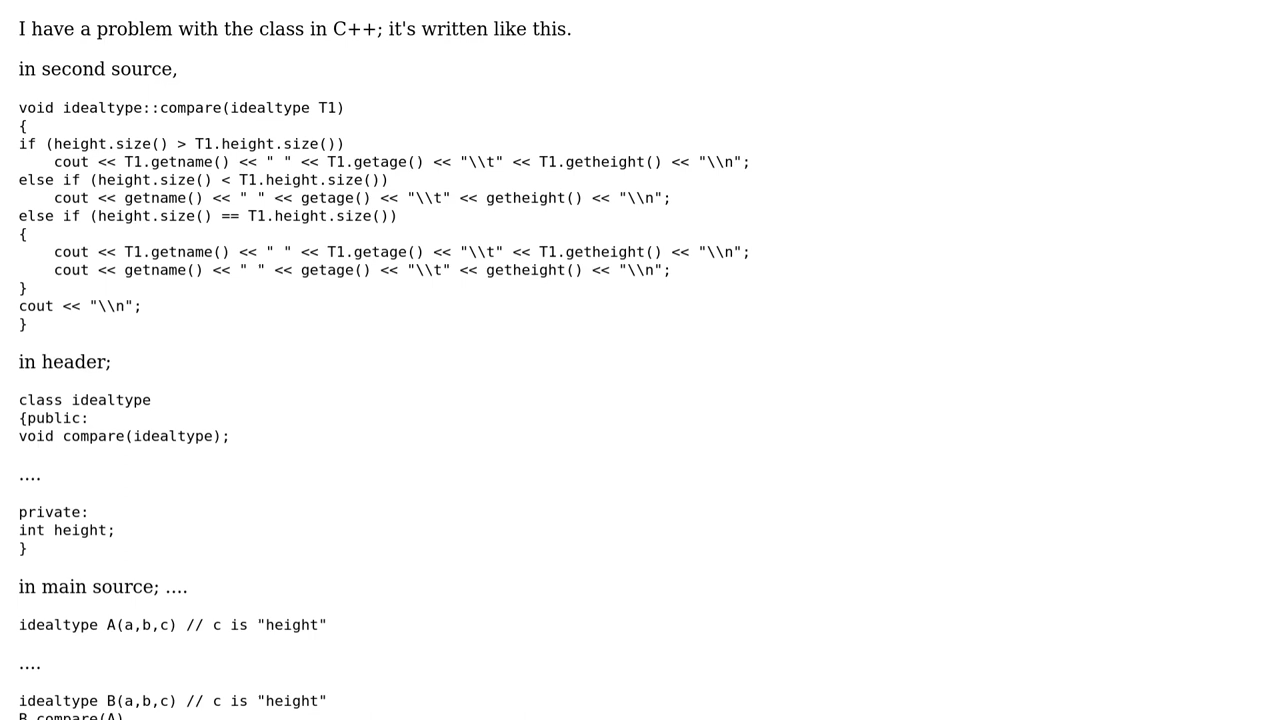 I have a problem with the class in C++; it's written like this.
in second source,
void idealtype::compare(idealtype T1)
{
if (height.size() > T1.height.size())
    cout << T1.getname() << " " << T1.getage() << "\\t" << T1.getheight() << "\\n";
else if (height.size() < T1.height.size())
    cout << getname() << " " << getage() << "\\t" << getheight() << "\\n";
else if (height.size() == T1.height.size())
{
    cout << T1.getname() << " " << T1.getage() << "\\t" << T1.getheight() << "\\n";
    cout << getname() << " " << getage() << "\\t" << getheight() << "\\n";
}
cout << "\\n";
}
in header;
class idealtype
{public:
void compare(idealtype);
....
private:
int height;
}
in main source; ....
idealtype A(a,b,c) // c is "height"
....
idealtype B(a,b,c) // c is "height"
B.compare(A)